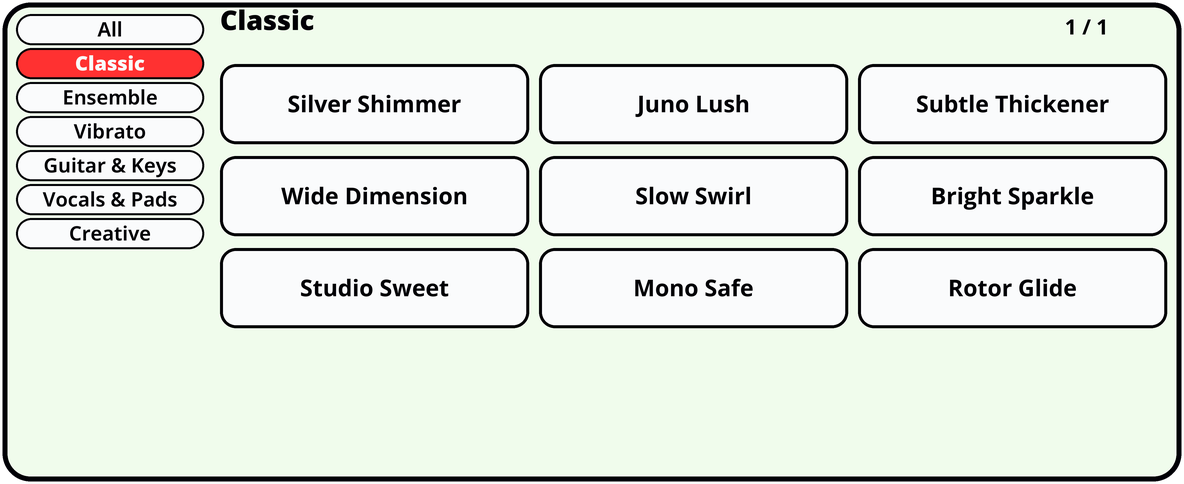 All
Classic
Ensemble
Vibrato
Guitar & Keys
Vocals & Pads
Creative
Classic
1 / 1
Silver Shimmer
Juno Lush
Subtle Thickener
Wide Dimension
Slow Swirl
Bright Sparkle
Studio Sweet
Mono Safe
Rotor Glide